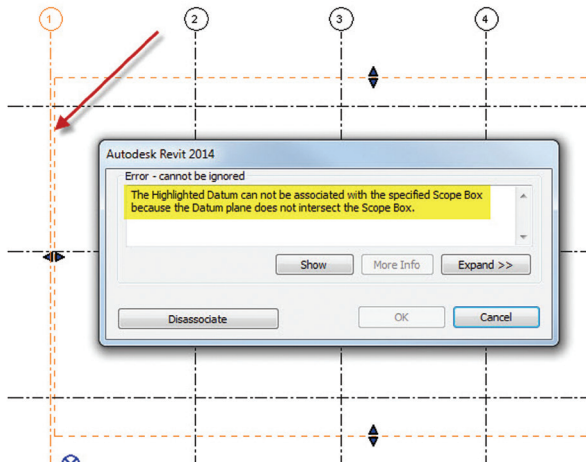 1 2 3 4
Autodesk Revit 2014
Error - cannot be ignored
The Highlighted Datum can not be associated with the specified Scope Box
because the Datum plane does not intersect the Scope Box.
Show More Info Expand >>
Disassociate OK Cancel